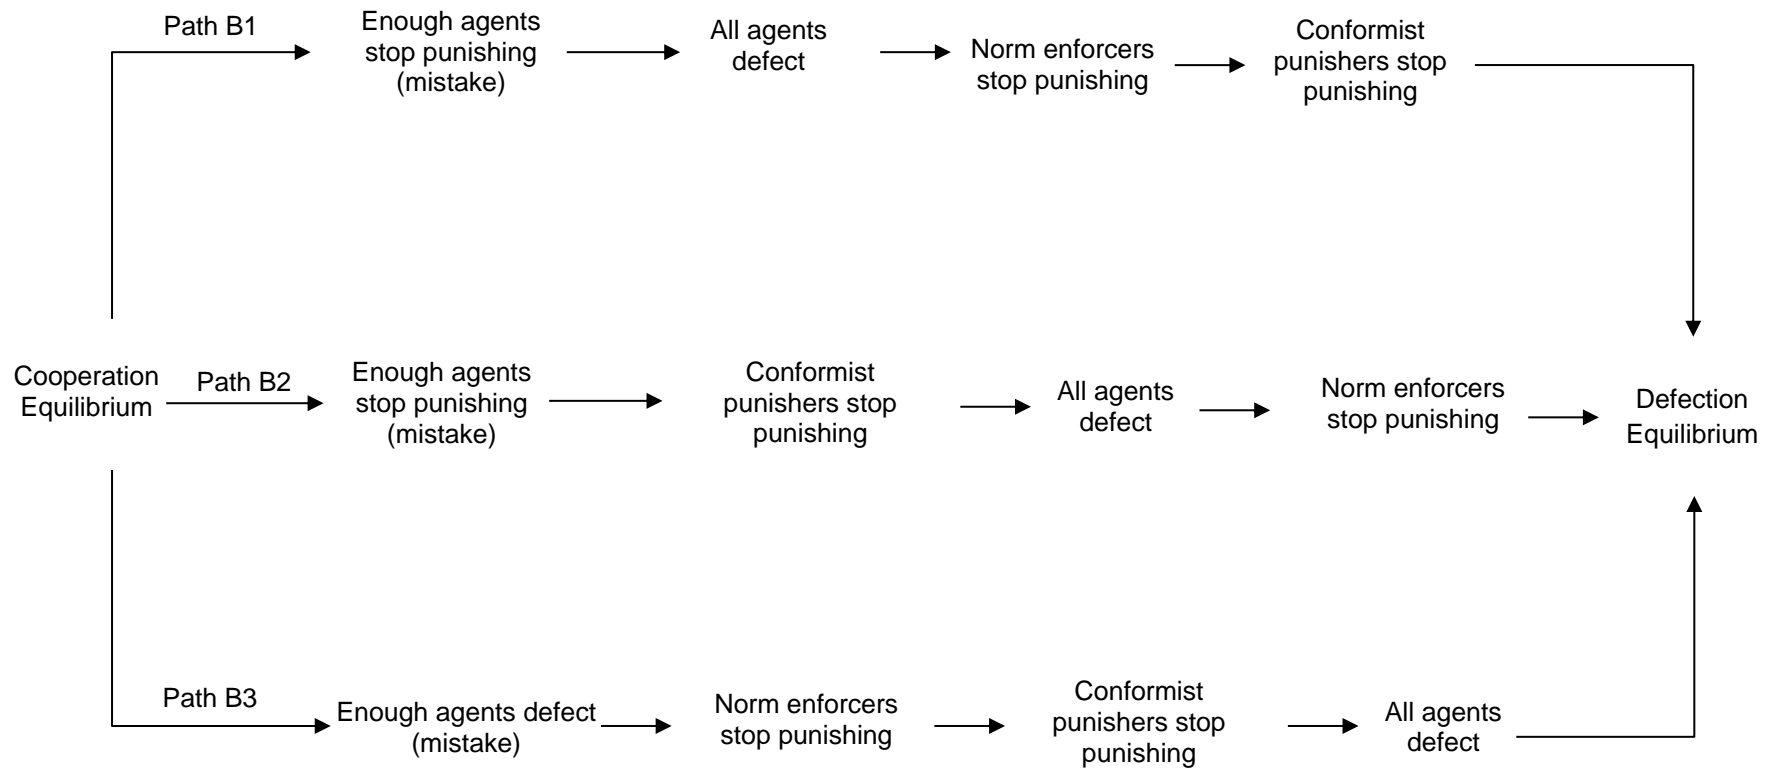 Path B1
Enough agents
stop punishing
(mistake)
All agents
defect
Norm enforcers
stop punishing
Conformist
punishers stop
punishing
Cooperation
Equilibrium
Path B2
Enough agents
stop punishing
(mistake)
Conformist
punishers stop
punishing
All agents
defect
Norm enforcers
stop punishing
Defection
Equilibrium
Path B3
Enough agents defect
(mistake)
Norm enforcers
stop punishing
Conformist
punishers stop
punishing
All agents
defect